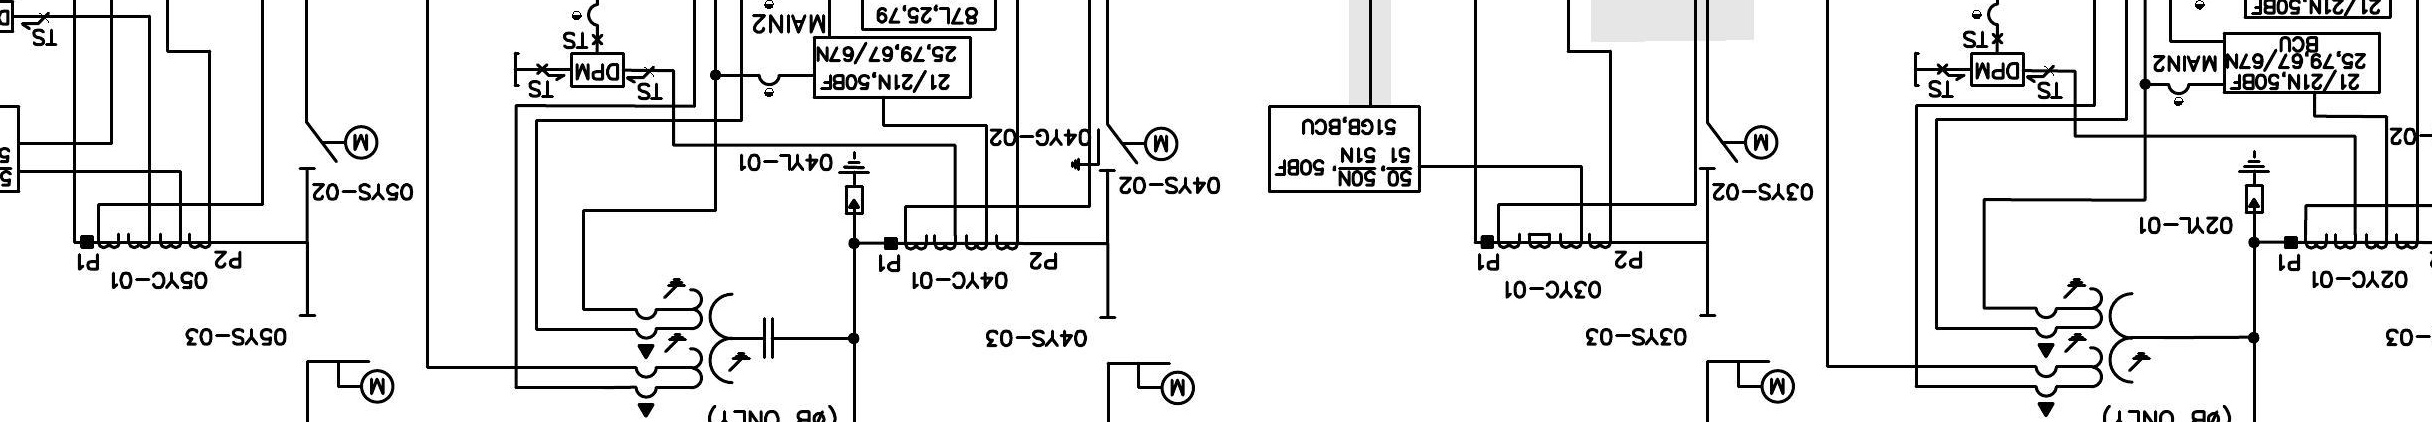 (ØB ONLY)
(ØB ONLY)
M
M
M
-03
03YS-03
04YS-03
05YS-03
02YC-01
03YC-01
04YC-01
05YC-01
P1
P2
P1
P2
P1
P2
P1
02YL-01
03YS-02
04YS-02
05YS-02
50, 50N, 50BF
51 51N
51GB,BCU
04YL-01
-02
M
04YG-02
M
M
TS
TS
21/21N,50BF
25,79,67/67N
BCU
MAIN2
DPM
TS
21/21N,50BF
25,79,67/67N
TS
TS
DPM
TS
TS
MAIN2
21/21N,50BF
87L,25,79
TS